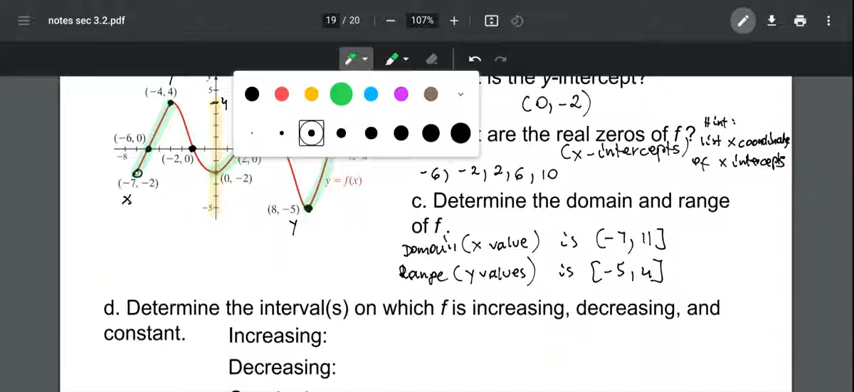 notes sec 3.2.pdf
19 / 20
107%
is the y-intercept?
(0, -2)
are the real zeros of f?
(x-intercepts)
Hint:
list x coordinate
of x intercepts
-6, -2, 2, 6, 10
c. Determine the domain and range
of f.
Domain (x value) is (-7, 11]
Range (y values) is [-5, 4]
(-4, 4)
5
4
(-6, 0)
-8
(-2, 0)
(2, 0)
(-7, -2)
x
(0, -2)
y = f(x)
-5
(8, -5)
y
d. Determine the interval(s) on which f is increasing, decreasing, and
constant.
Increasing:
Decreasing: